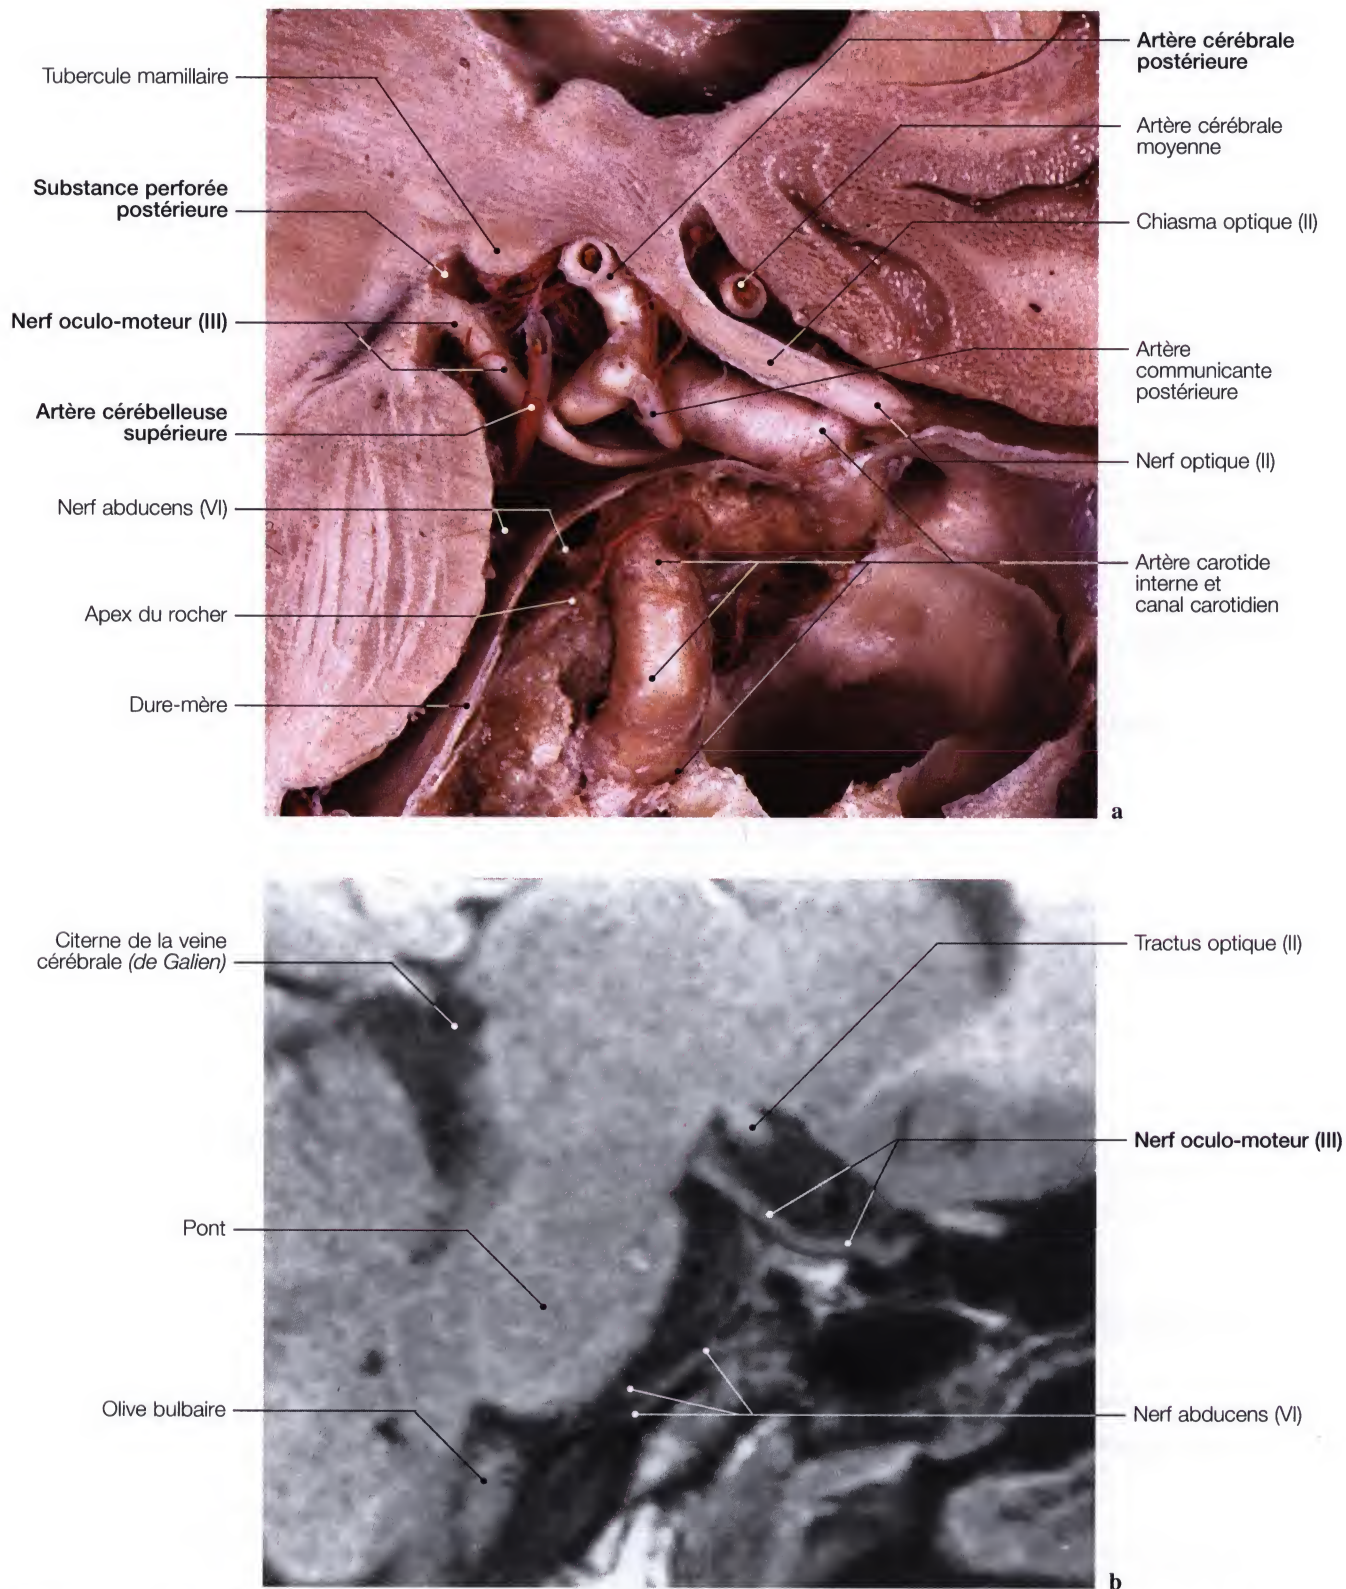 Tubercule mamillaire
Substance perforée
postérieure
Nerf oculo-moteur (III)
Artère cérébelleuse
supérieure
Nerf abducens (VI)
Apex du rocher
Dure-mère
Artère cérébrale
postérieure
Artère cérébrale
moyenne
Chiasma optique (II)
Artère
communicante
postérieure
Nerf optique (II)
Artère carotide
interne et
canal carotidien
a
Citerne de la veine
cérébrale (de Galien)
Pont
Olive bulbaire
Tractus optique (II)
Nerf oculo-moteur (III)
Nerf abducens (VI)
b